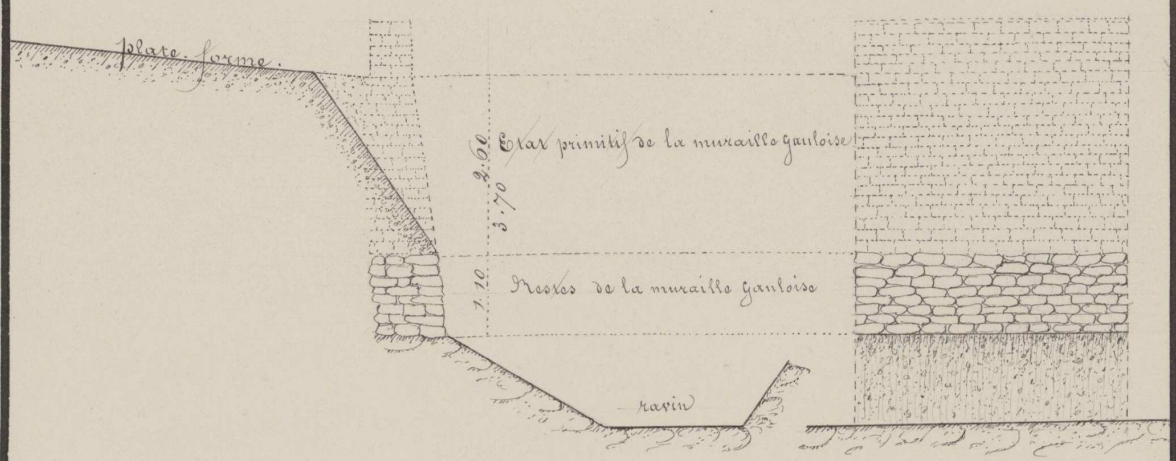 plate-forme.
Etat primitif de la muraille gauloise
2.60
3.70
Restes de la muraille gauloise
1.10
ravin